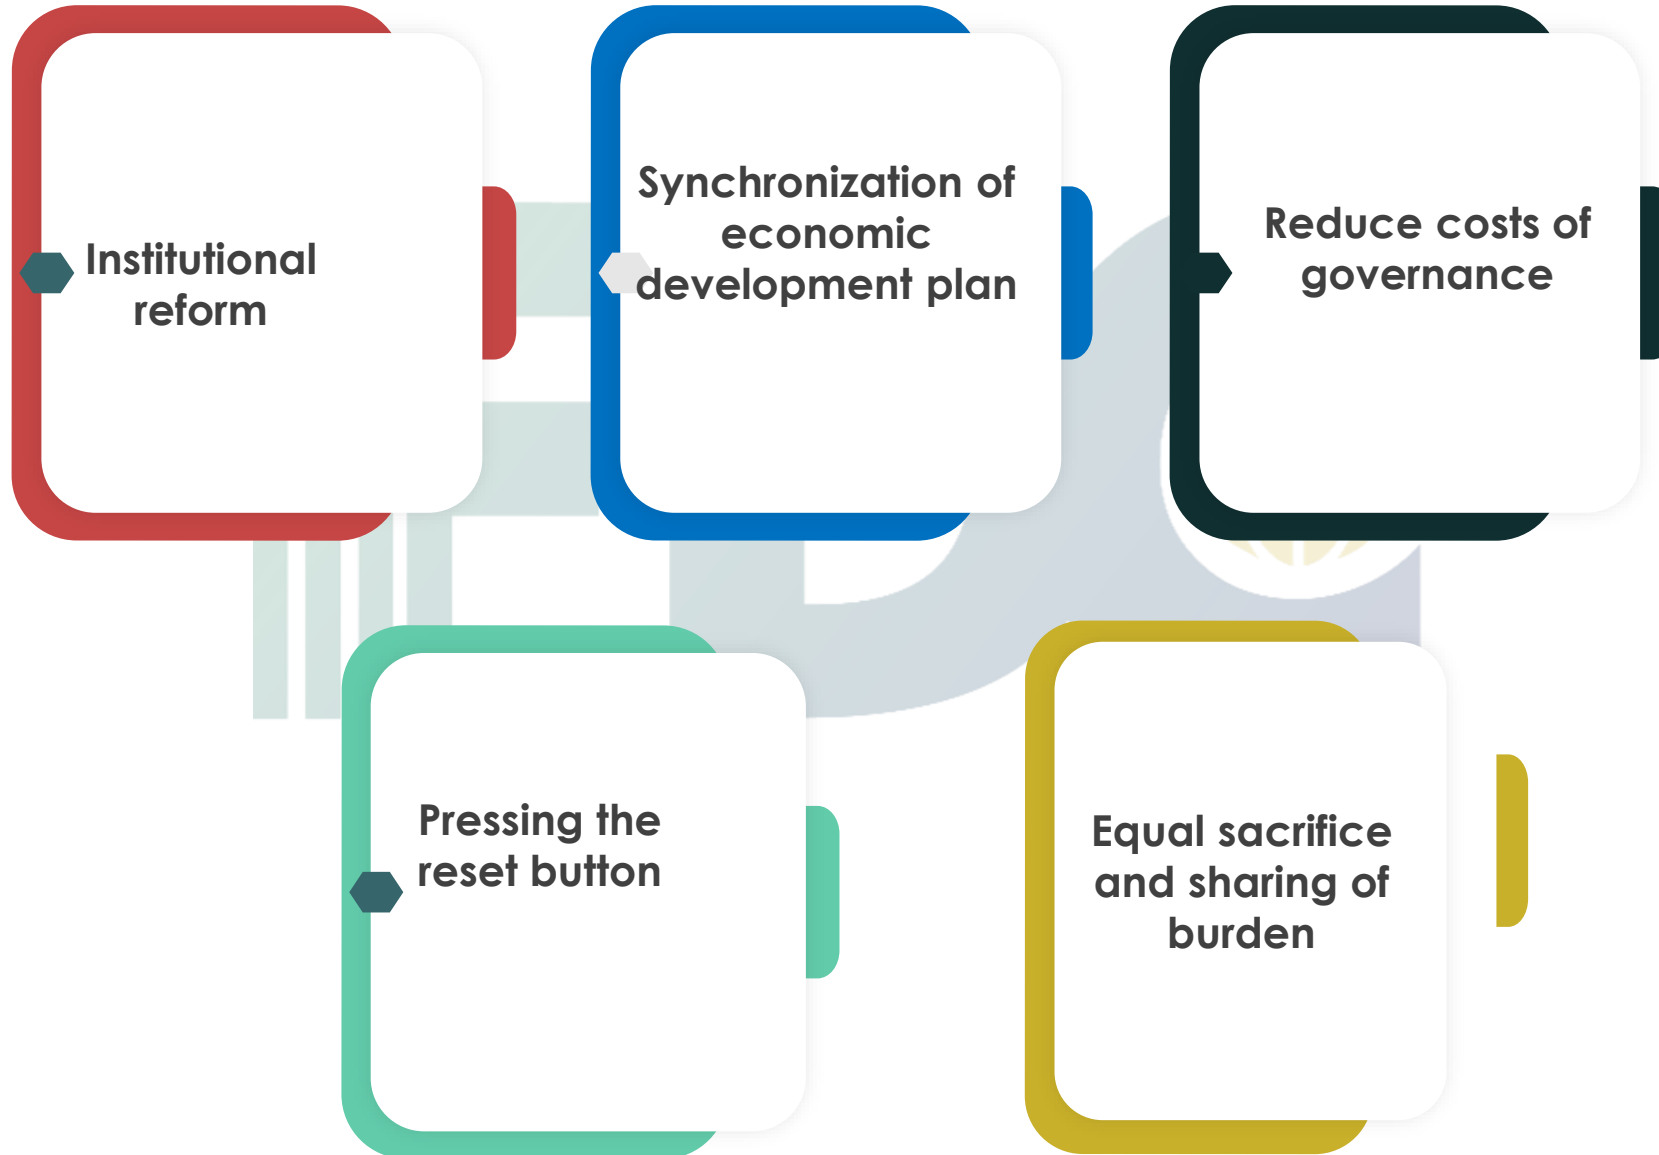 Institutional
reform
Synchronization of
economic
development plan
Reduce costs of
governance
Pressing the
reset button
Equal sacrifice
and sharing of
burden